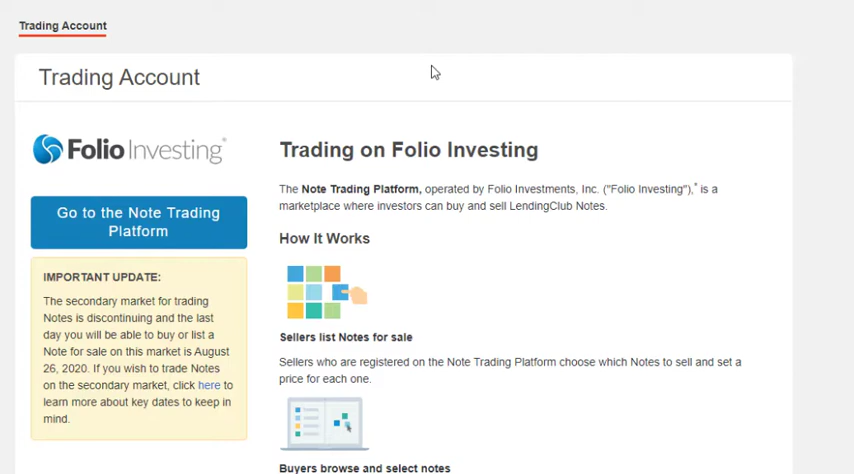 Trading Account
Trading Account
Folio Investing®
Go to the Note Trading
Platform
IMPORTANT UPDATE:
The secondary market for trading
Notes is discontinuing and the last
day you will be able to buy or list a
Note for sale on this market is August
26, 2020. If you wish to trade Notes
on the secondary market, click here to
learn more about key dates to keep in
mind.
Trading on Folio Investing
The Note Trading Platform, operated by Folio Investments, Inc. ("Folio Investing"),* is a
marketplace where investors can buy and sell LendingClub Notes.
How It Works
Sellers list Notes for sale
Sellers who are registered on the Note Trading Platform choose which Notes to sell and set a
price for each one.
Buyers browse and select notes